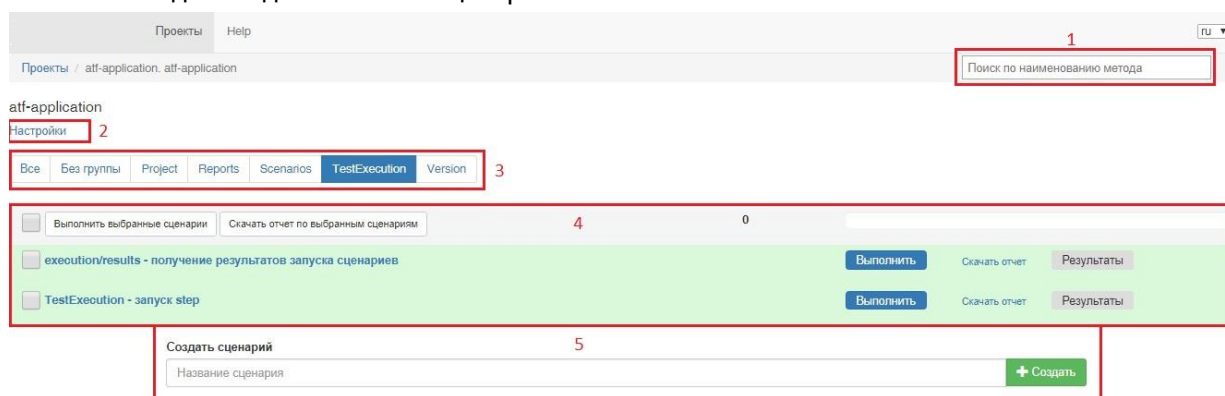 Проекты Help ru
1
Проекты / atf-application. atf-application Поиск по наименованию метода
atf-application
Настройки 2
Все Без группы Project Reports Scenarios TestExecution Version 3
Выполнить выбранные сценарии Скачать отчет по выбранным сценариям 4 0
execution/results - получение результатов запуска сценариев Выполнить Скачать отчет Результаты
TestExecution - запуск step Выполнить Скачать отчет Результаты
Создать сценарий 5
Название сценария + Создать